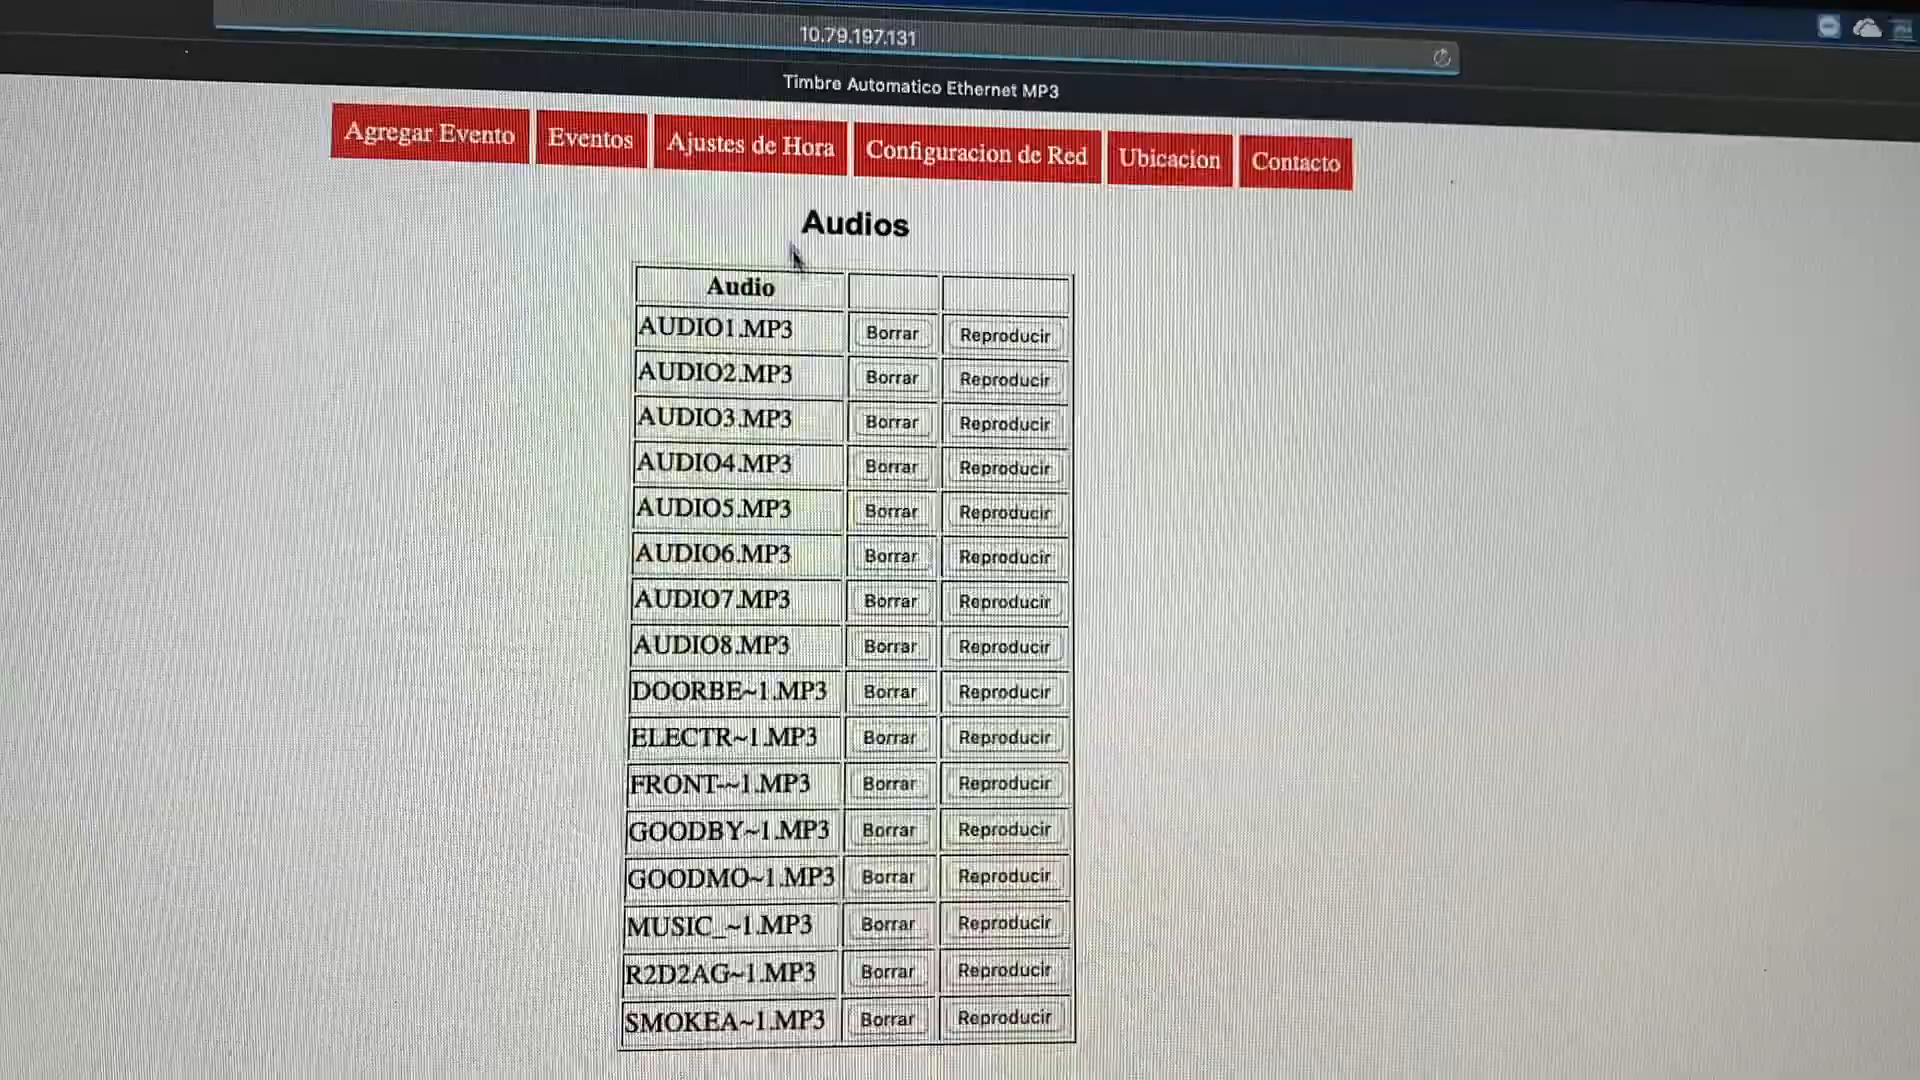 10.79.197.131
Timbre Automatico Ethernet MP3
Agregar Evento Eventos Ajustes de Hora Configuracion de Red Ubicacion Contacto
Audios
Audio
AUDIO1.MP3 Borrar Reproducir
AUDIO2.MP3 Borrar Reproducir
AUDIO3.MP3 Borrar Reproducir
AUDIO4.MP3 Borrar Reproducir
AUDIO5.MP3 Borrar Reproducir
AUDIO6.MP3 Borrar Reproducir
AUDIO7.MP3 Borrar Reproducir
AUDIO8.MP3 Borrar Reproducir
DOORBE~1.MP3 Borrar Reproducir
ELECTR~1.MP3 Borrar Reproducir
FRONT-~1.MP3 Borrar Reproducir
GOODBY~1.MP3 Borrar Reproducir
GOODMO~1.MP3 Borrar Reproducir
MUSIC_~1.MP3 Borrar Reproducir
R2D2AG~1.MP3 Borrar Reproducir
SMOKEA~1.MP3 Borrar Reproducir